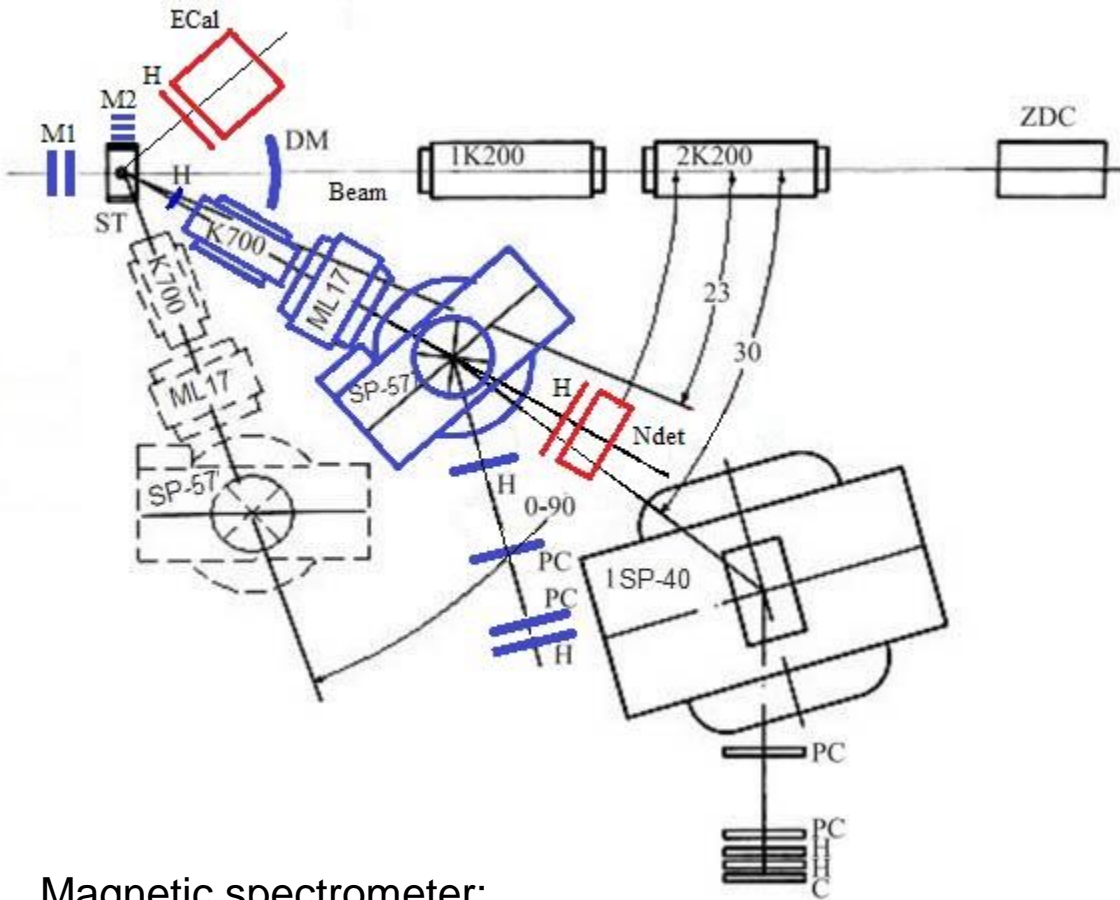 ECal
H
M2
M1
DM
ZDC
1K200
2K200
H
Beam
ST
K700
K700
ML17
23
ML17
30
SP-57
H
Ndet
SP-57'
H
0-90
PC
1SP-40
PC
H
PC
PC
H
H
C
Magnetic spectrometer: